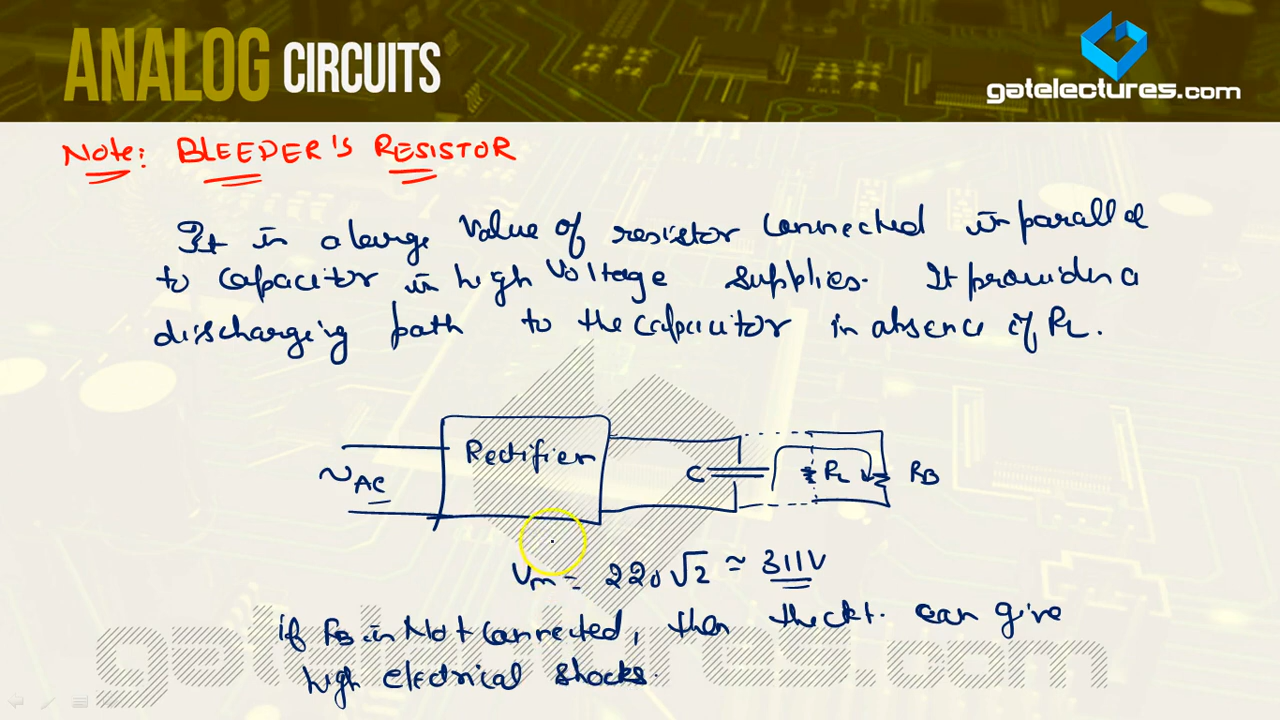 ANALOG CIRCUITS
gatelectures.com
Note: BLEEDER'S RESISTOR
It is a large value of resistor connected in parallel
to capacitor in high voltage supplies. It provides a
discharging path to the capacitor in absence of RL.
Rectifier
~AC
C
RL
RB
Vm = 220√2 ≈ 311V
if RB is Not connected, then the ckt. can give
high electrical shocks.
gatelectures.com